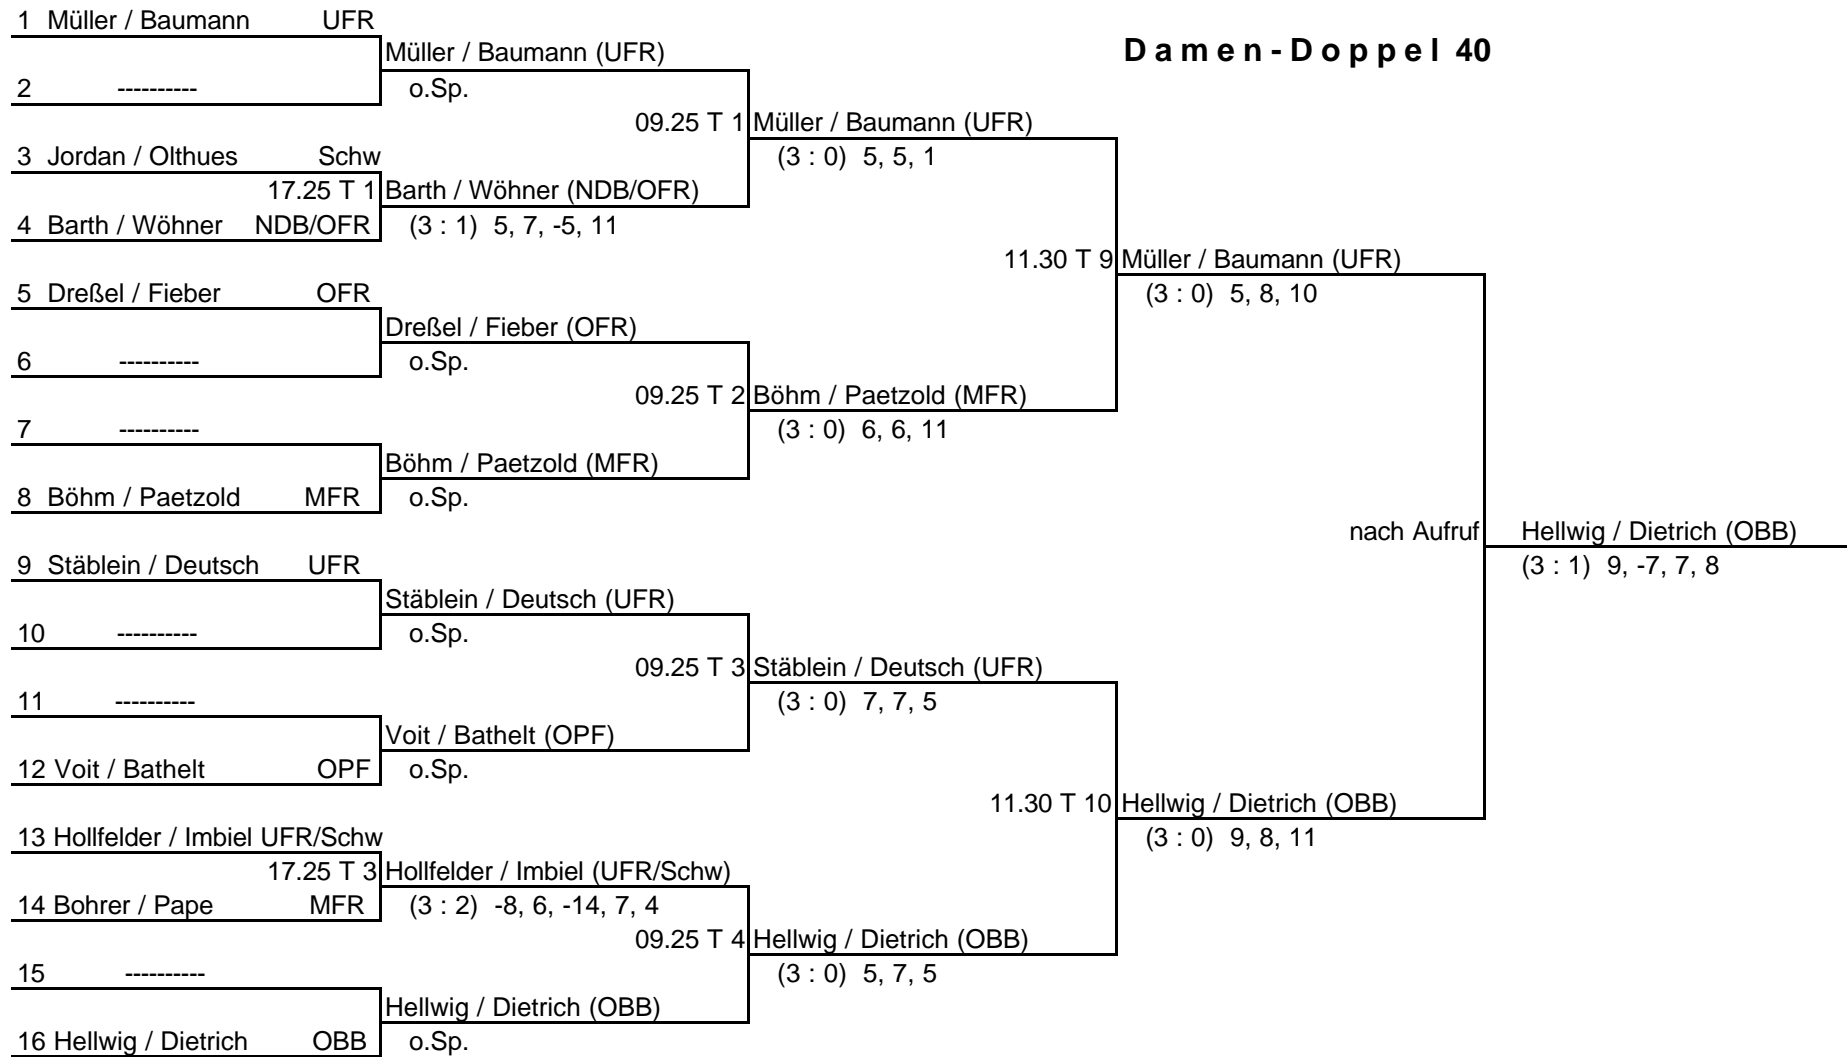 1 Müller / Baumann UFR
Müller / Baumann (UFR)
Damen-Doppel 40
2 ----------
o.Sp.
09.25 T 1 Müller / Baumann (UFR)
3 Jordan / Olthues Schw
(3 : 0) 5, 5, 1
17.25 T 1 Barth / Wöhner (NDB/OFR)
4 Barth / Wöhner NDB/OFR
(3 : 1) 5, 7, -5, 11
11.30 T 9 Müller / Baumann (UFR)
5 Dreßel / Fieber OFR
(3 : 0) 5, 8, 10
Dreßel / Fieber (OFR)
6 ----------
o.Sp.
09.25 T 2 Böhm / Paetzold (MFR)
7 ----------
(3 : 0) 6, 6, 11
Böhm / Paetzold (MFR)
8 Böhm / Paetzold MFR
o.Sp.
nach Aufruf Hellwig / Dietrich (OBB)
9 Stäblein / Deutsch UFR
(3 : 1) 9, -7, 7, 8
Stäblein / Deutsch (UFR)
10 ----------
o.Sp.
09.25 T 3 Stäblein / Deutsch (UFR)
11 ----------
(3 : 0) 7, 7, 5
Voit / Bathelt (OPF)
12 Voit / Bathelt OPF
o.Sp.
11.30 T 10 Hellwig / Dietrich (OBB)
13 Hollfelder / Imbiel UFR/Schw
(3 : 0) 9, 8, 11
17.25 T 3 Hollfelder / Imbiel (UFR/Schw)
14 Bohrer / Pape MFR
(3 : 2) -8, 6, -14, 7, 4
09.25 T 4 Hellwig / Dietrich (OBB)
15 ----------
(3 : 0) 5, 7, 5
Hellwig / Dietrich (OBB)
16 Hellwig / Dietrich OBB
o.Sp.